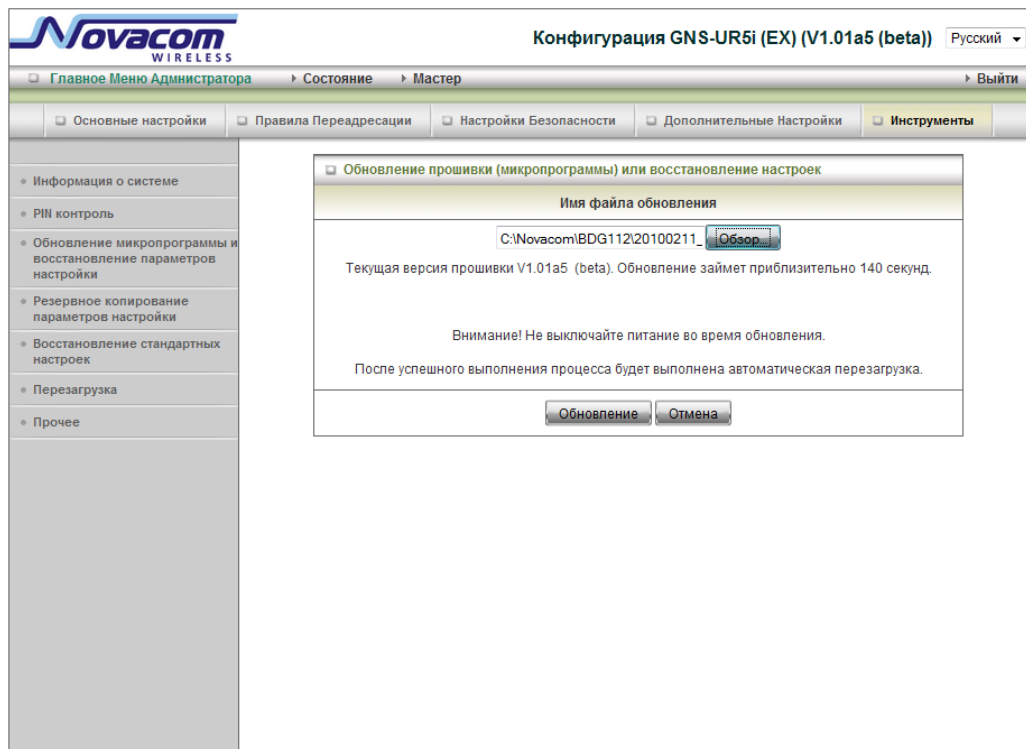 Novacom
WIRELESS
Конфигурация GNS-UR5i (EX) (V1.01a5 (beta))
Русский
Главное Меню Адмнистратора
Состояние
Мастер
Выйти
Основные настройки
Правила Переадресации
Настройки Безопасности
Дополнительные Настройки
Инструменты
Информация о системе
PIN контроль
Обновление микропрограммы и
восстановление параметров
настройки
Резервное копирование
параметров настройки
Восстановление стандартных
настроек
Перезагрузка
Прочее
Обновление прошивки (микропрограммы) или восстановление настроек
Имя файла обновления
C:\Novacom\BDG112\20100211_
Обзор...
Текущая версия прошивки V1.01a5 (beta). Обновление займет приблизительно 140 секунд.
Внимание! Не выключайте питание во время обновления.
После успешного выполнения процесса будет выполнена автоматическая перезагрузка.
Обновление
Отмена